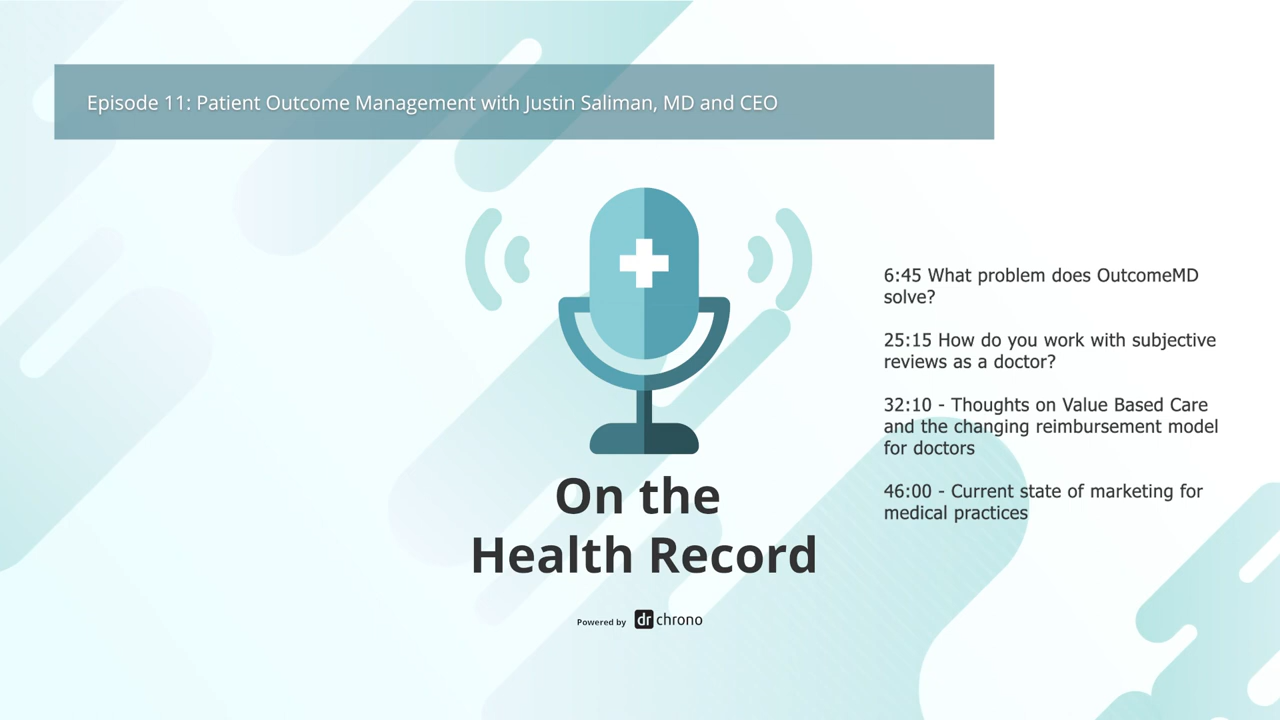 Episode 11: Patient Outcome Management with Justin Saliman, MD and CEO
6:45 What problem does OutcomeMD
solve?
25:15 How do you work with subjective
reviews as a doctor?
32:10 - Thoughts on Value Based Care
and the changing reimbursement model
for doctors
46:00 - Current state of marketing for
medical practices
On the
Health Record
Powered by dr chrono